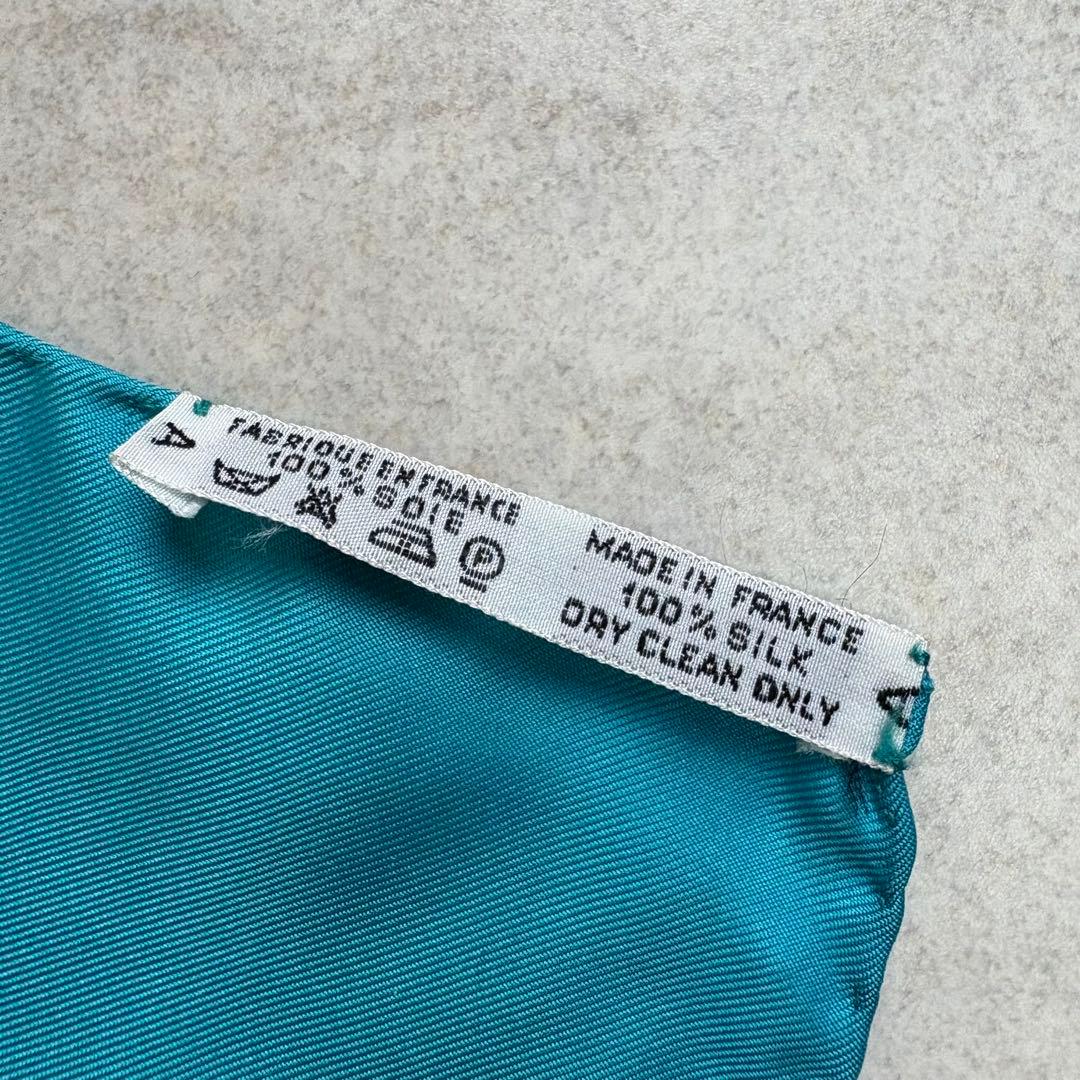 A
FABRIQUE EN FRANCE
100 % SOIE
P
MADE IN FRANCE
100 % SILK
DRY CLEAN ONLY
A